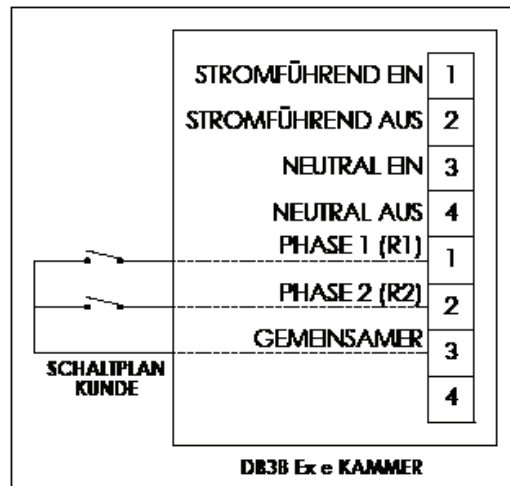 STROMFÜHREND EIN 1
STROMFÜHREND AUS 2
NEUTRAL EIN 3
NEUTRAL AUS 4
PHASE 1 (R1) 1
PHASE 2 (R2) 2
GEMEINSAMER 3
4
SCHALTPLAN
KUNDE
DB3B Ex e KAMMER